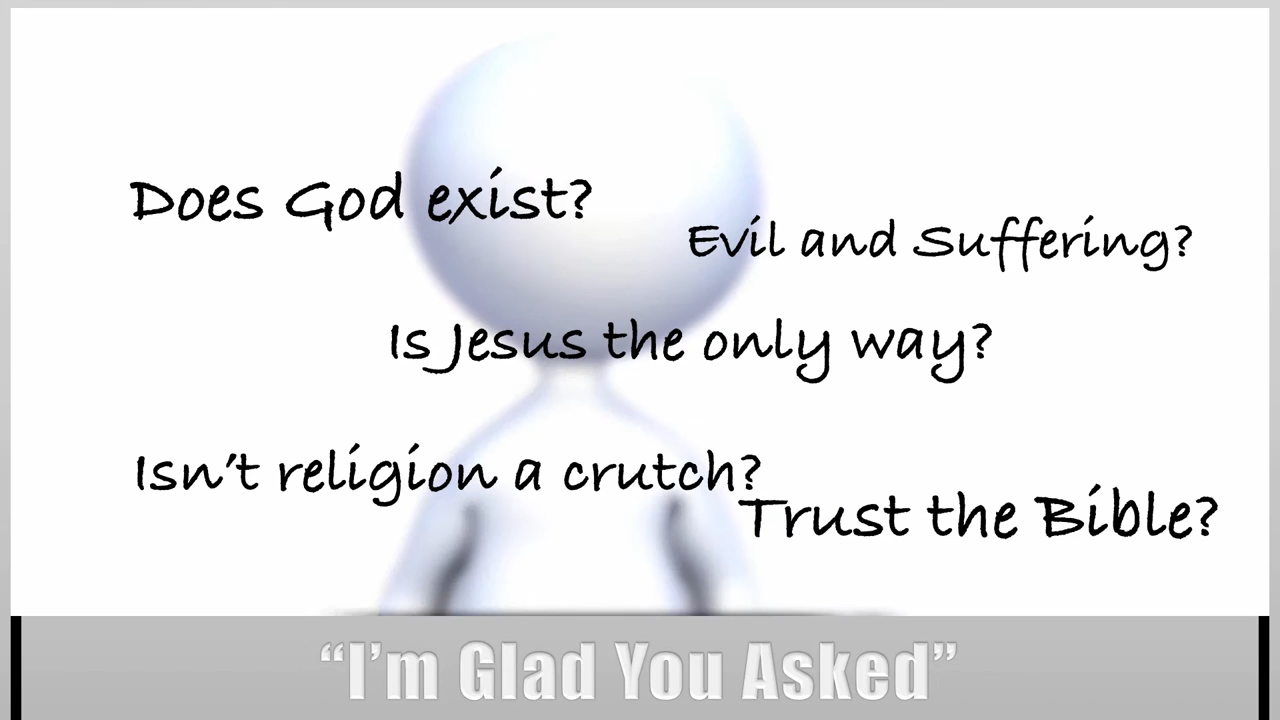 Does God exist?
Evil and Suffering?
Is Jesus the only way?
Isn't religion a crutch?
Trust the Bible?
“I'm Glad You Asked”